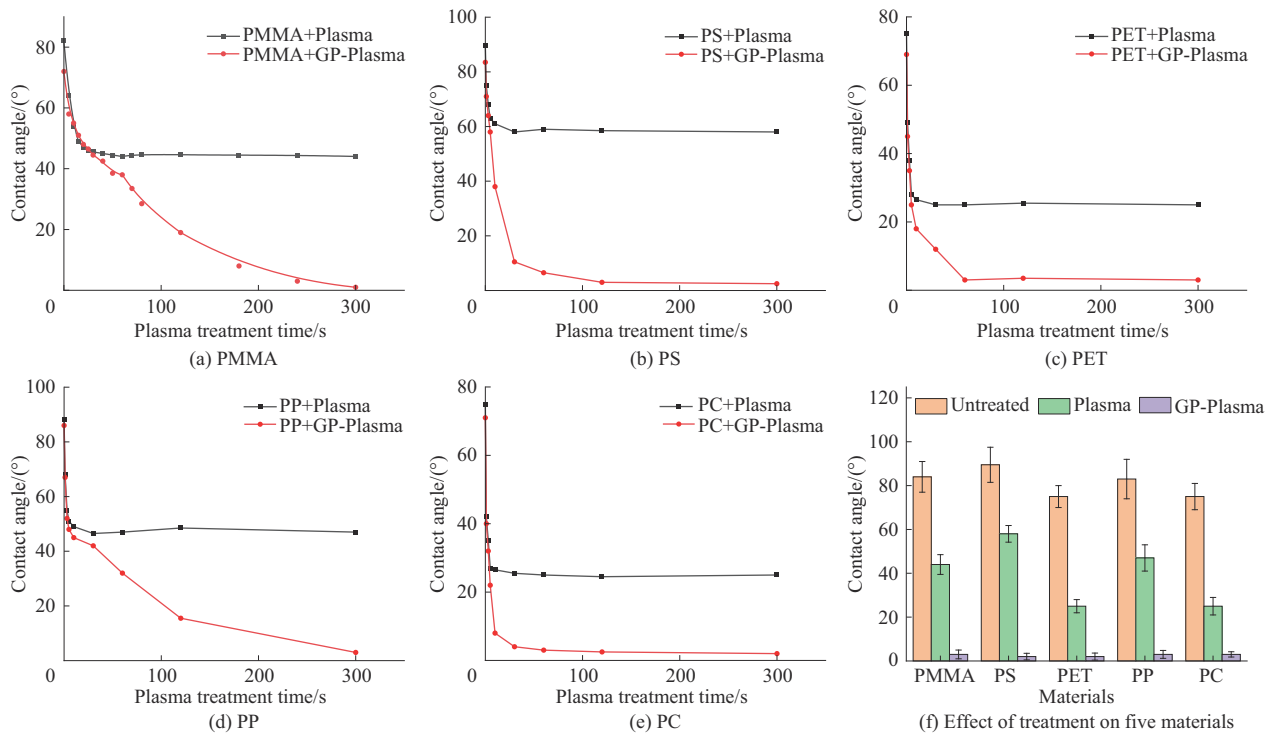 PMMA+Plasma
PMMA+GP-Plasma
80
60
40
20
0
100
200
300
Contact angle/(°)
Plasma treatment time/s
(a) PMMA
PS+Plasma
PS+GP-Plasma
100
80
60
40
20
0
100
200
300
Contact angle/(°)
Plasma treatment time/s
(b) PS
PET+Plasma
PET+GP-Plasma
80
60
40
20
0
100
200
300
Contact angle/(°)
Plasma treatment time/s
(c) PET
PP+Plasma
PP+GP-Plasma
100
80
60
40
20
0
100
200
300
Contact angle/(°)
Plasma treatment time/s
(d) PP
PC+Plasma
PC+GP-Plasma
80
60
40
20
0
100
200
300
Contact angle/(°)
Plasma treatment time/s
(e) PC
Untreated
Plasma
GP-Plasma
120
100
80
60
40
20
0
Contact angle/(°)
PMMA
PS
PET
PP
PC
Materials
(f) Effect of treatment on five materials